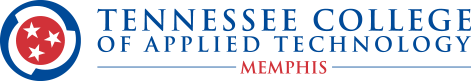 TENNESSEE COLLEGE
OF APPLIED TECHNOLOGY
MEMPHIS